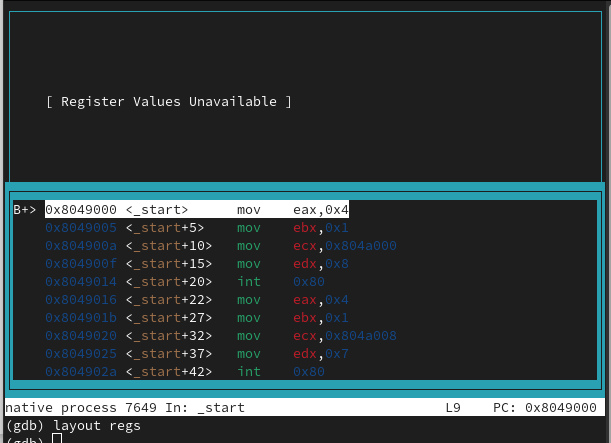 [ Register Values Unavailable ]
B+> 0x8049000 <_start> mov eax,0x4
0x8049005 <_start+5> mov ebx,0x1
0x804900a <_start+10> mov ecx,0x804a000
0x804900f <_start+15> mov edx,0x8
0x8049014 <_start+20> int 0x80
0x8049016 <_start+22> mov eax,0x4
0x804901b <_start+27> mov ebx,0x1
0x8049020 <_start+32> mov ecx,0x804a008
0x8049025 <_start+37> mov edx,0x7
0x804902a <_start+42> int 0x80
native process 7649 In: _start L9 PC: 0x8049000
(gdb) layout regs
(gdb)